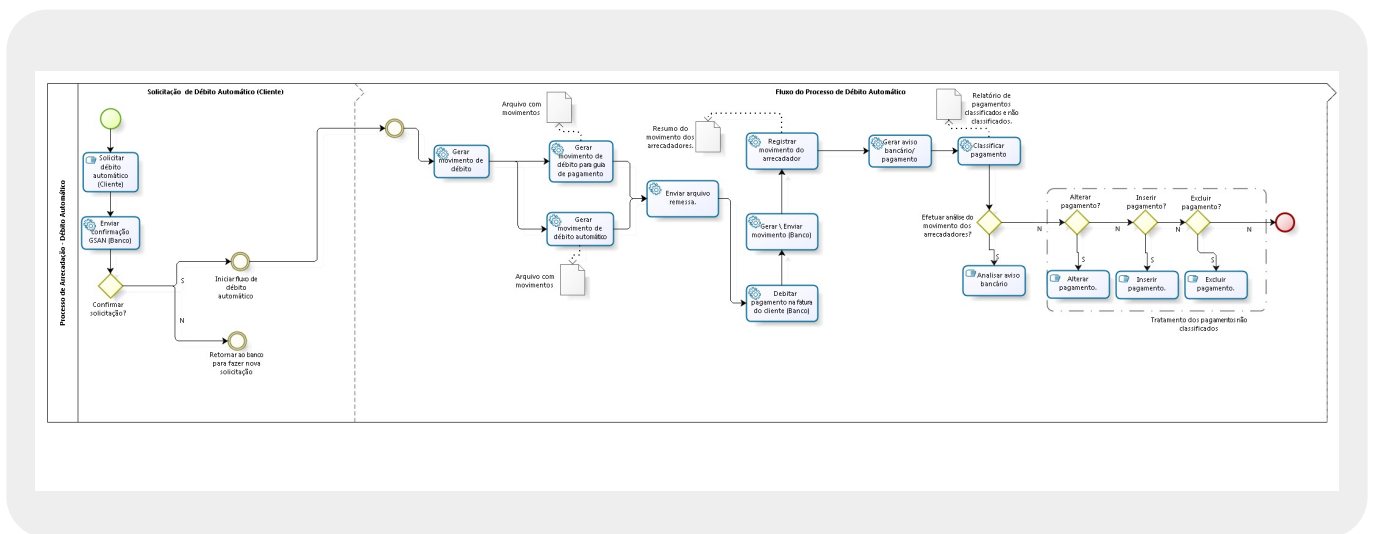 Processo de Arrecadação - Débito Automático
Solicitação de Débito Automático (Cliente)
Solicitar
débito
automático
(Cliente)
Enviar
confirmação
GSAN (Banco)
Confirmar
solicitação?
S
N
Iniciar fluxo de
débito
automático
Retornar ao banco
para fazer nova
solicitação
Fluxo do Processo de Débito Automático
Gerar
movimento de
débito
Arquivo com
movimentos
Gerar
movimento de
débito para guia
de pagamento
Gerar
movimento de
débito automático
Arquivo com
movimentos
Enviar arquivo
remessa.
Resumo do
movimento dos
arrecadadores.
Registrar
movimento do
arrecadador
Gerar \ Enviar
movimento (Banco)
Debitar
pagamento na fatura
do cliente (Banco)
Gerar aviso
bancário/
pagamento
Relatório de
pagamentos
classificados e não
classificados.
Classificar
pagamento
Efetuar análise do
movimento dos
arrecadadores?
N
S
Analisar aviso
bancário
Alterar
pagamento?
N
S
Alterar
pagamento.
Inserir
pagamento?
N
S
Inserir
pagamento.
Excluir
pagamento?
N
S
Excluir
pagamento.
Tratamento dos pagamentos não
classificados